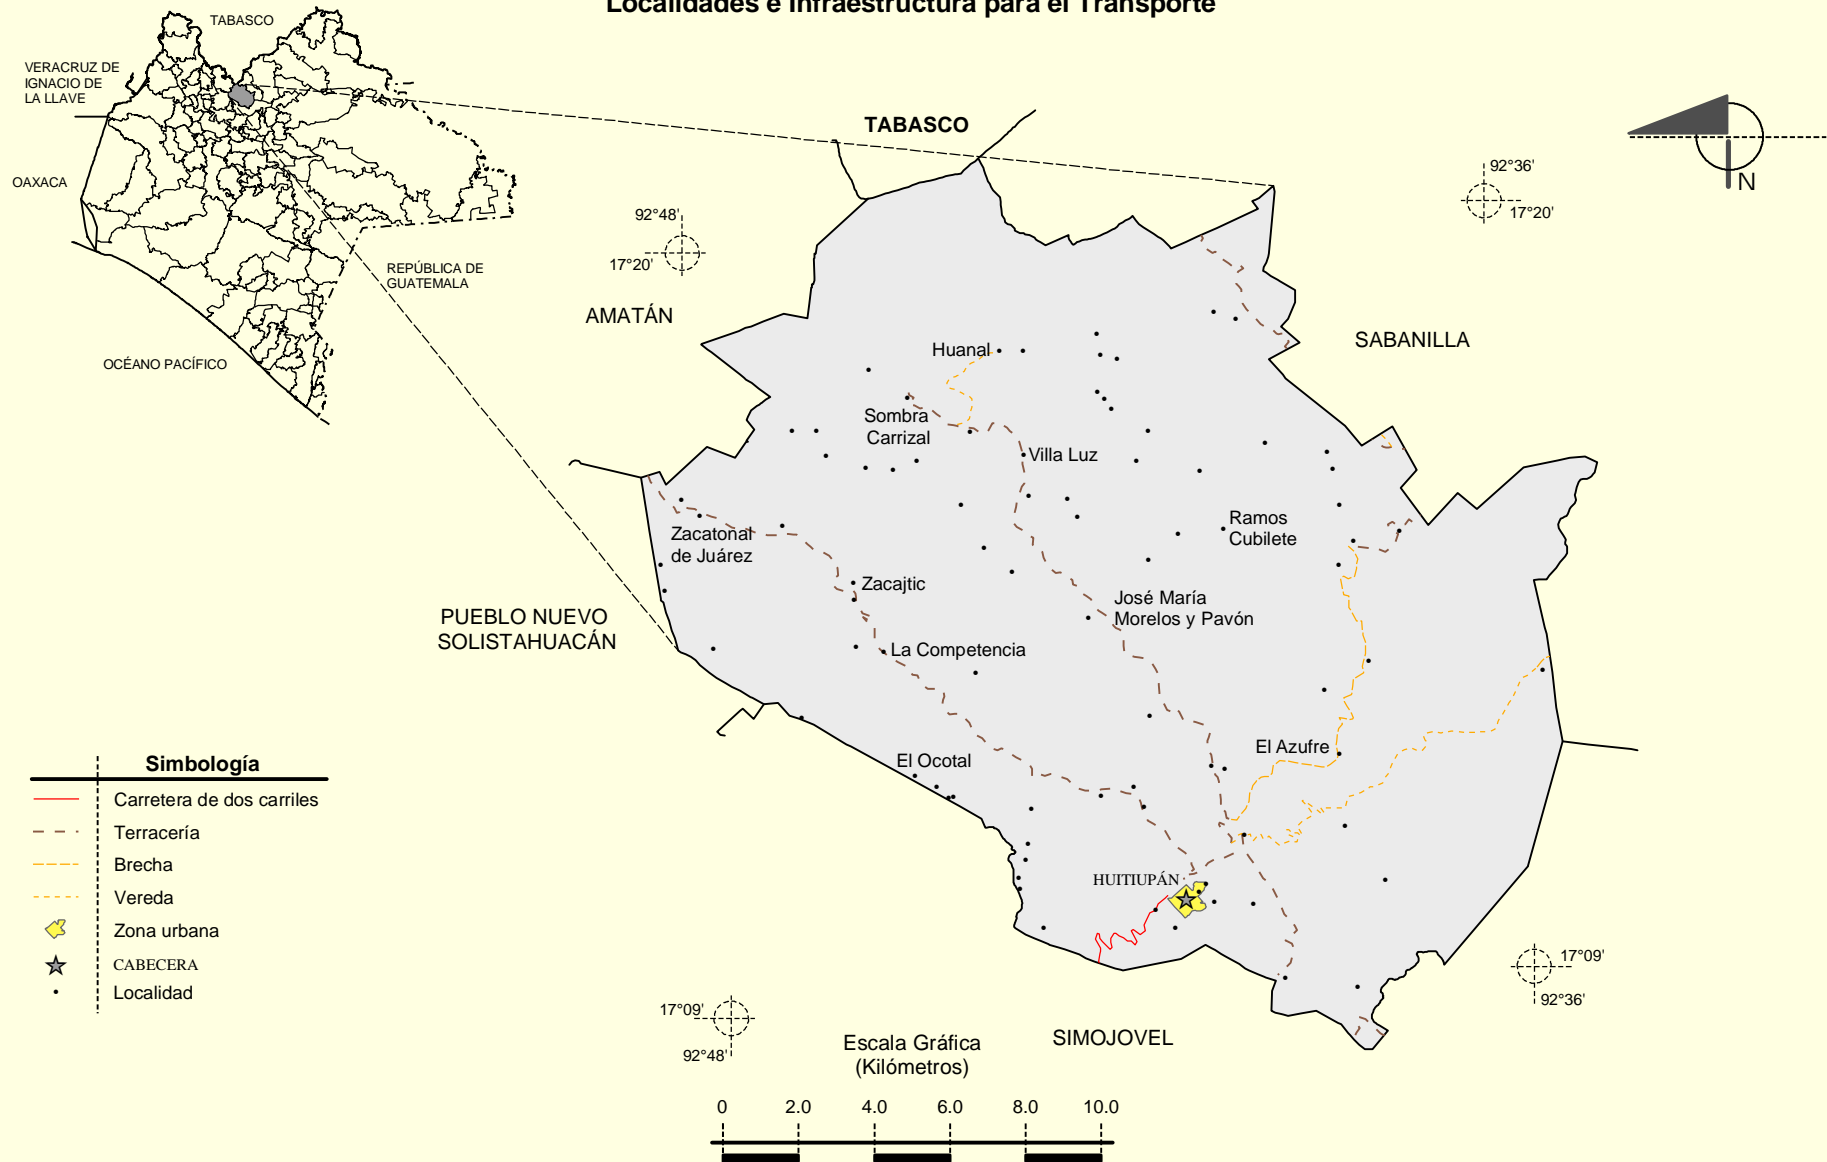 Localidades e Infraestructura para el Transporte
TABASCO
VERACRUZ DE
IGNACIO DE
LA LLAVE
OAXACA
REPÚBLICA DE
GUATEMALA
OCÉANO PACÍFICO
TABASCO
N
92°36'
17°20'
92°48'
17°20'
AMATÁN
SABANILLA
Huanal
Sombra
Carrizal
Villa Luz
Zacatonal
de Juárez
Ramos
Cubilete
Zacajtic
José María
Morelos y Pavón
PUEBLO NUEVO
SOLISTAHUACÁN
La Competencia
El Azufre
El Ocotal
HUITIUPÁN
Simbología
Carretera de dos carriles
Terracería
Brecha
Vereda
Zona urbana
CABECERA
Localidad
17°09'
92°36'
17°09'
92°48'
SIMOJOVEL
Escala Gráfica
(Kilómetros)
0 2.0 4.0 6.0 8.0 10.0